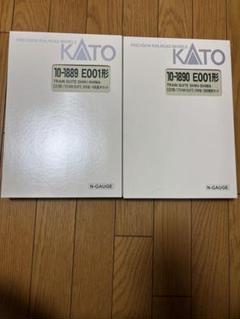 PRECISION RAILROAD MODELS
KATO
10-1889 E001形
TRAIN SUITE SHIKI-SHIMA
N-GAUGE
PRECISION RAILROAD MODELS
KATO
10-1890 E001形
TRAIN SUITE SHIKI-SHIMA
N-GAUGE